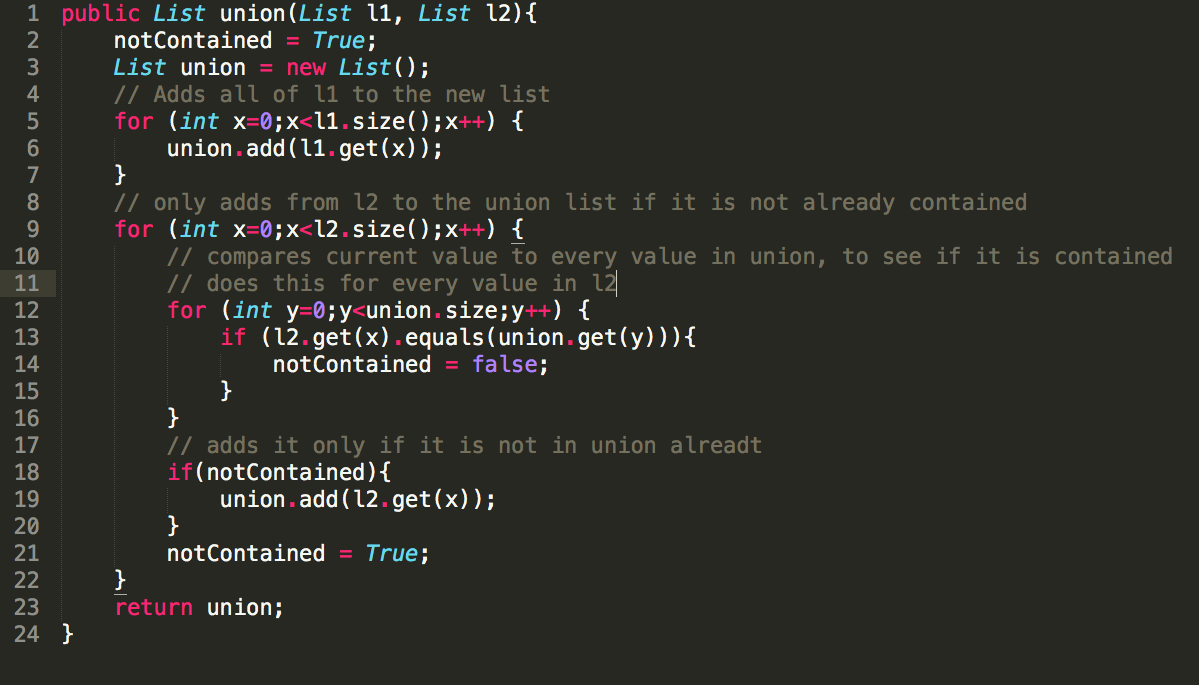 1 public List union(List l1, List l2){
2 notContained = True;
3 List union = new List();
4 // Adds all of l1 to the new list
5 for (int x=0;x<l1.size();x++) {
6 union.add(l1.get(x));
7 }
8 // only adds from l2 to the union list if it is not already contained
9 for (int x=0;x<l2.size();x++) {
10 // compares current value to every value in union, to see if it is contained
11 // does this for every value in l2
12 for (int y=0;y<union.size;y++) {
13 if (l2.get(x).equals(union.get(y))){
14 notContained = false;
15 }
16 }
17 // adds it only if it is not in union alreadt
18 if(notContained){
19 union.add(l2.get(x));
20 }
21 notContained = True;
22 }
23 return union;
24 }